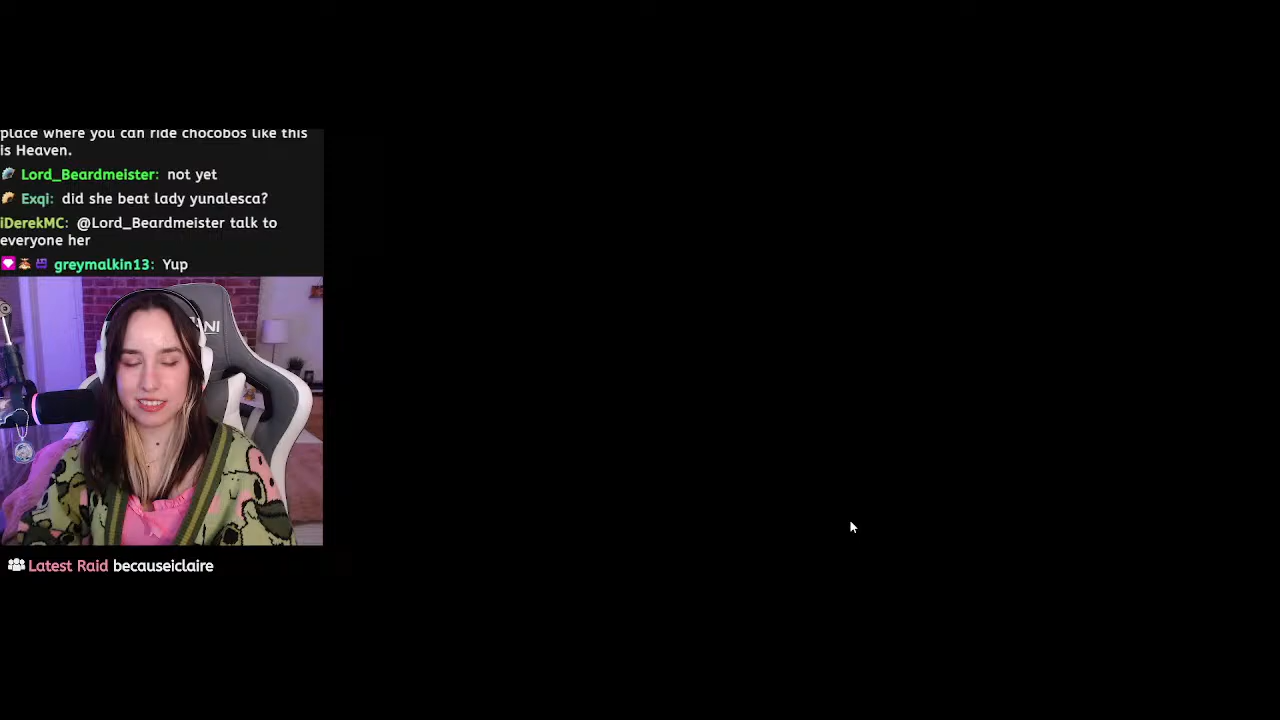 place where you can ride chocobos like this
is Heaven.
Lord_Beardmeister: not yet
Exqi: did she beat lady yunalesca?
iDerekMC: @Lord_Beardmeister talk to
everyone her
greymalkin13: Yup
NI
Latest Raid becauseiclaire